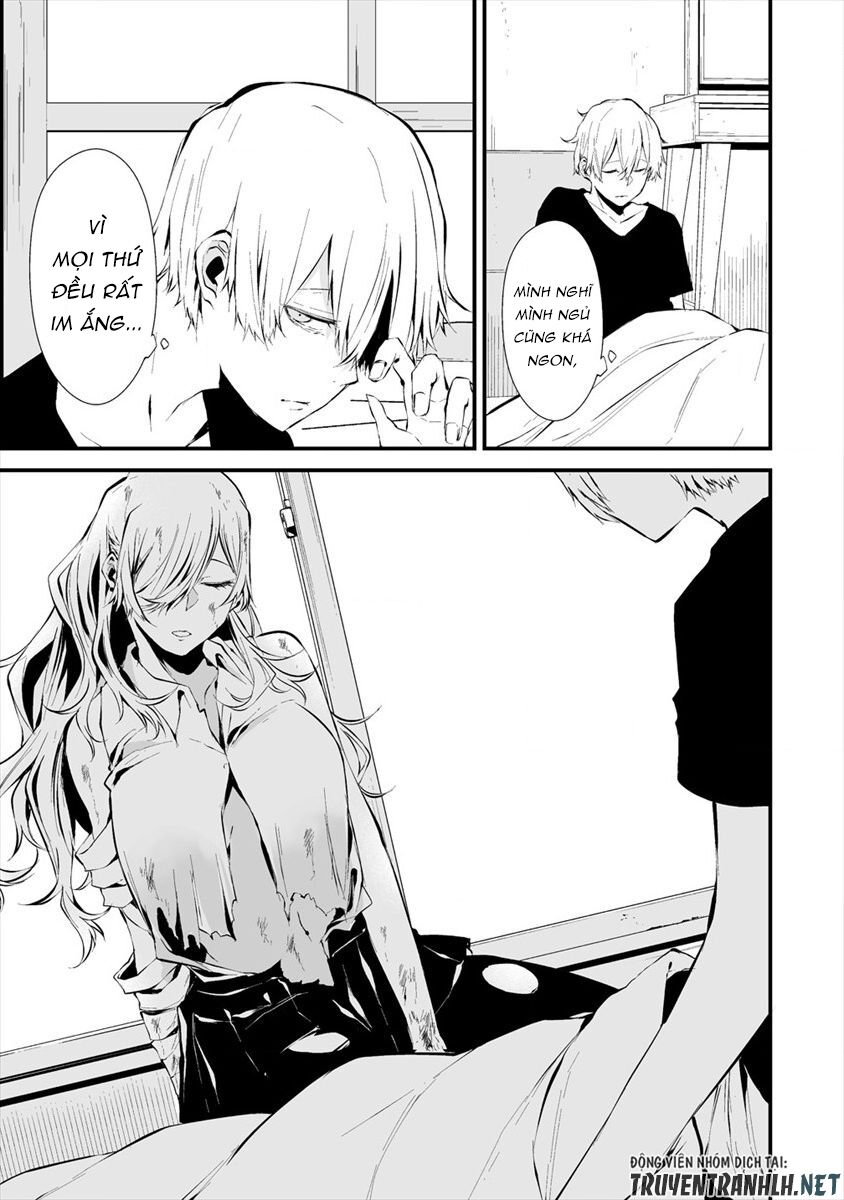 MÌNH NGHĨ
MÌNH NGỦ
CŨNG KHÁ
NGON,
VÌ
MỌI THỨ
ĐỀU RẤT
IM ẮNG...
ĐỘNG VIÊN NHÓM DỊCH TẠI:
TRUYENTRANHLH.NET